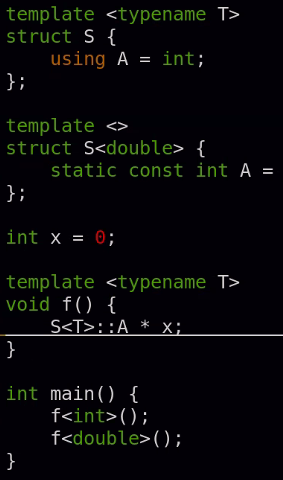 template <typename T>
struct S {
    using A = int;
};

template <>
struct S<double> {
    static const int A =
};

int x = 0;

template <typename T>
void f() {
    S<T>::A * x;
}

int main() {
    f<int>();
    f<double>();
}